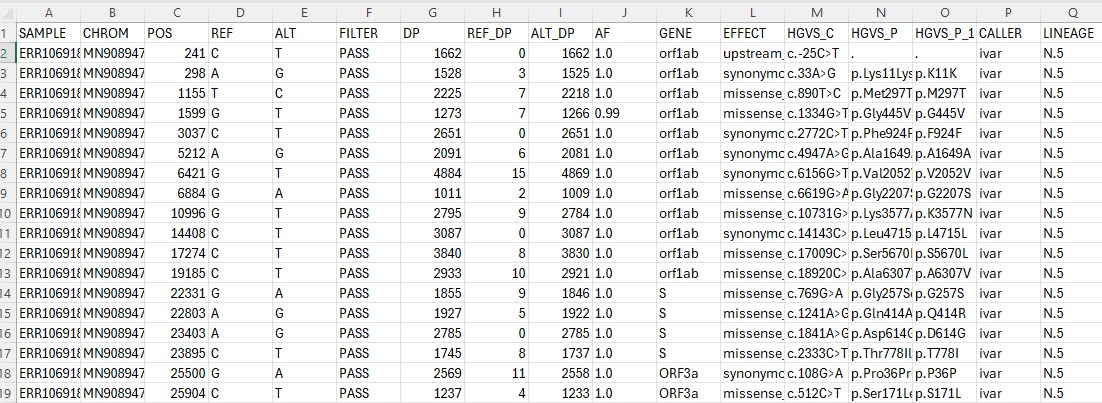 A B C D E F G H I J K L M N O P Q
1 SAMPLE CHROM POS REF ALT FILTER DP REF_DP ALT_DP AF GENE EFFECT HGVS_C HGVS_P HGVS_P_1 CALLER LINEAGE
2 ERR10691 MN908947 241 C T PASS 1662 0 1662 1.0 orf1ab upstream_ c.-25C>T . . ivar N.5
3 ERR10691 MN908947 298 A G PASS 1528 3 1525 1.0 orf1ab synonymo c.33A>G p.Lys11Lys p.K11K ivar N.5
4 ERR10691 MN908947 1155 T C PASS 2225 7 2218 1.0 orf1ab missense_ c.890T>C p.Met297T p.M297T ivar N.5
5 ERR10691 MN908947 1599 G T PASS 1273 7 1266 0.99 orf1ab missense_ c.1334G>T p.Gly445V p.G445V ivar N.5
6 ERR10691 MN908947 3037 C T PASS 2651 0 2651 1.0 orf1ab synonymo c.2772C>T p.Phe924F p.F924F ivar N.5
7 ERR10691 MN908947 5212 A G PASS 2091 6 2081 1.0 orf1ab synonymo c.4947A>G p.Ala1649 p.A1649A ivar N.5
8 ERR10691 MN908947 6421 G T PASS 4884 15 4869 1.0 orf1ab synonymo c.6156G>T p.Val2052 p.V2052V ivar N.5
9 ERR10691 MN908947 6884 G A PASS 1011 2 1009 1.0 orf1ab missense_ c.6619G>A p.Gly2207 p.G2207S ivar N.5
10 ERR10691 MN908947 10996 G T PASS 2795 9 2784 1.0 orf1ab missense_ c.10731G> p.Lys3577 p.K3577N ivar N.5
11 ERR10691 MN908947 14408 C T PASS 3087 0 3087 1.0 orf1ab synonymo c.14143C> p.Leu4715 p.L4715L ivar N.5
12 ERR10691 MN908947 17274 C T PASS 3840 8 3830 1.0 orf1ab missense_ c.17009C> p.Ser5670 p.S5670L ivar N.5
13 ERR10691 MN908947 19185 C T PASS 2933 10 2921 1.0 orf1ab missense_ c.18920C> p.Ala6307 p.A6307V ivar N.5
14 ERR10691 MN908947 22331 G A PASS 1855 9 1846 1.0 S missense_ c.769G>A p.Gly257S p.G257S ivar N.5
15 ERR10691 MN908947 22803 A G PASS 1927 5 1922 1.0 S missense_ c.1241A>G p.Gln414A p.Q414R ivar N.5
16 ERR10691 MN908947 23403 A G PASS 2785 0 2785 1.0 S missense_ c.1841A>G p.Asp614G p.D614G ivar N.5
17 ERR10691 MN908947 23895 C T PASS 1745 8 1737 1.0 S missense_ c.2333C>T p.Thr778Il p.T778I ivar N.5
18 ERR10691 MN908947 25500 G A PASS 2569 11 2558 1.0 ORF3a synonymo c.108G>A p.Pro36Pr p.P36P ivar N.5
19 ERR10691 MN908947 25904 C T PASS 1237 4 1233 1.0 ORF3a missense_ c.512C>T p.Ser171L p.S171L ivar N.5